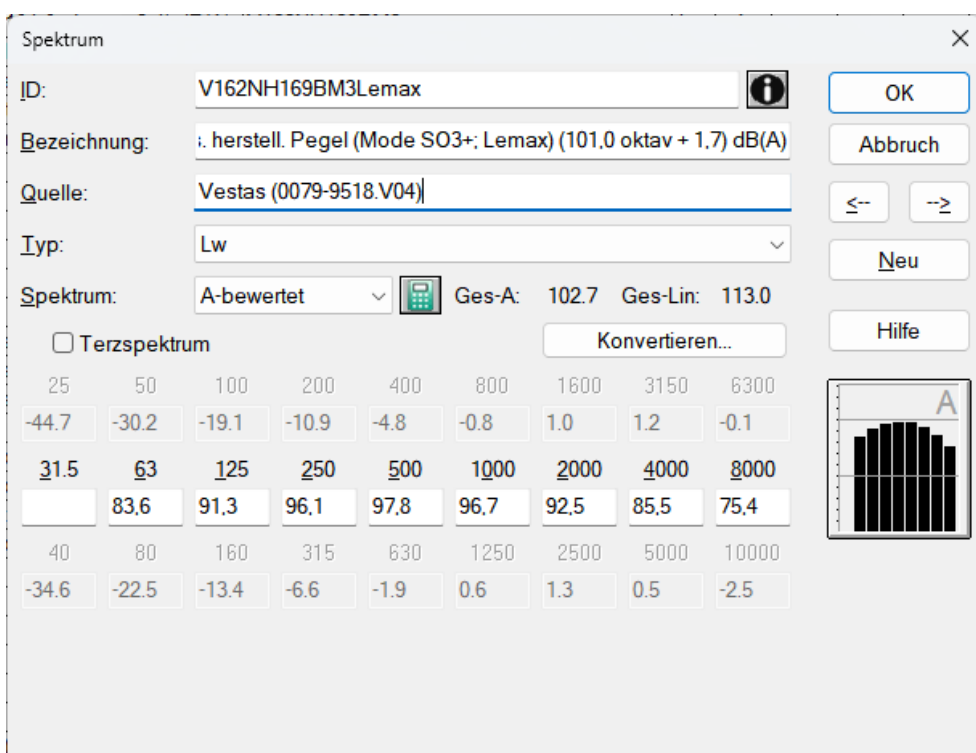 Spektrum
ID: V162NH169BM3Lemax OK
Bezeichnung: s. herstell. Pegel (Mode SO3+; Lemax) (101,0 oktav + 1,7) dB(A) Abbruch
Quelle: Vestas (0079-9518.V04) <-- -->
Typ: Lw Neu
Spektrum: A-bewertet Ges-A: 102.7 Ges-Lin: 113.0
Terzspektrum Konvertieren... Hilfe
25 50 100 200 400 800 1600 3150 6300
-44.7 -30.2 -19.1 -10.9 -4.8 -0.8 1.0 1.2 -0.1
A
31.5 63 125 250 500 1000 2000 4000 8000
83,6 91,3 96,1 97,8 96,7 92,5 85,5 75,4
40 80 160 315 630 1250 2500 5000 10000
-34.6 -22.5 -13.4 -6.6 -1.9 0.6 1.3 0.5 -2.5